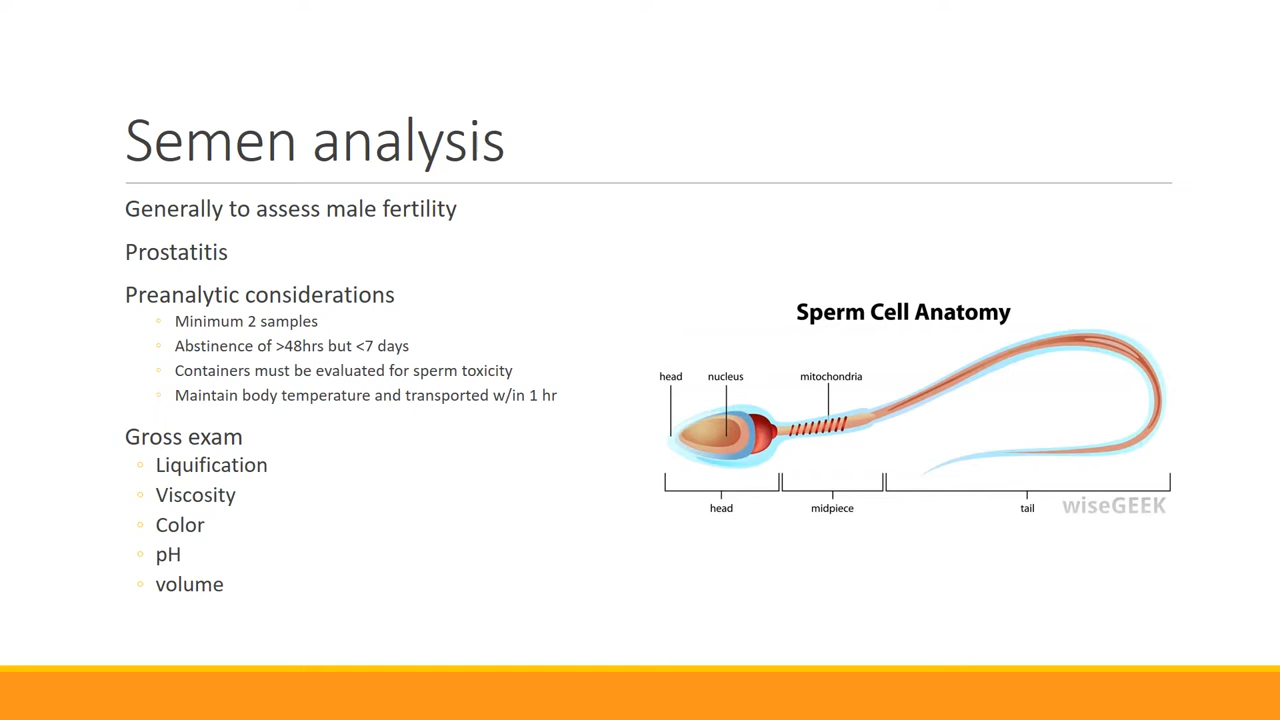 Semen analysis
Generally to assess male fertility
Prostatitis
Preanalytic considerations
◦ Minimum 2 samples
◦ Abstinence of >48hrs but <7 days
◦ Containers must be evaluated for sperm toxicity
◦ Maintain body temperature and transported w/in 1 hr
Gross exam
◦ Liquification
◦ Viscosity
◦ Color
◦ pH
◦ volume
Sperm Cell Anatomy
head nucleus mitochondria
head midpiece tail
wiseGEEK